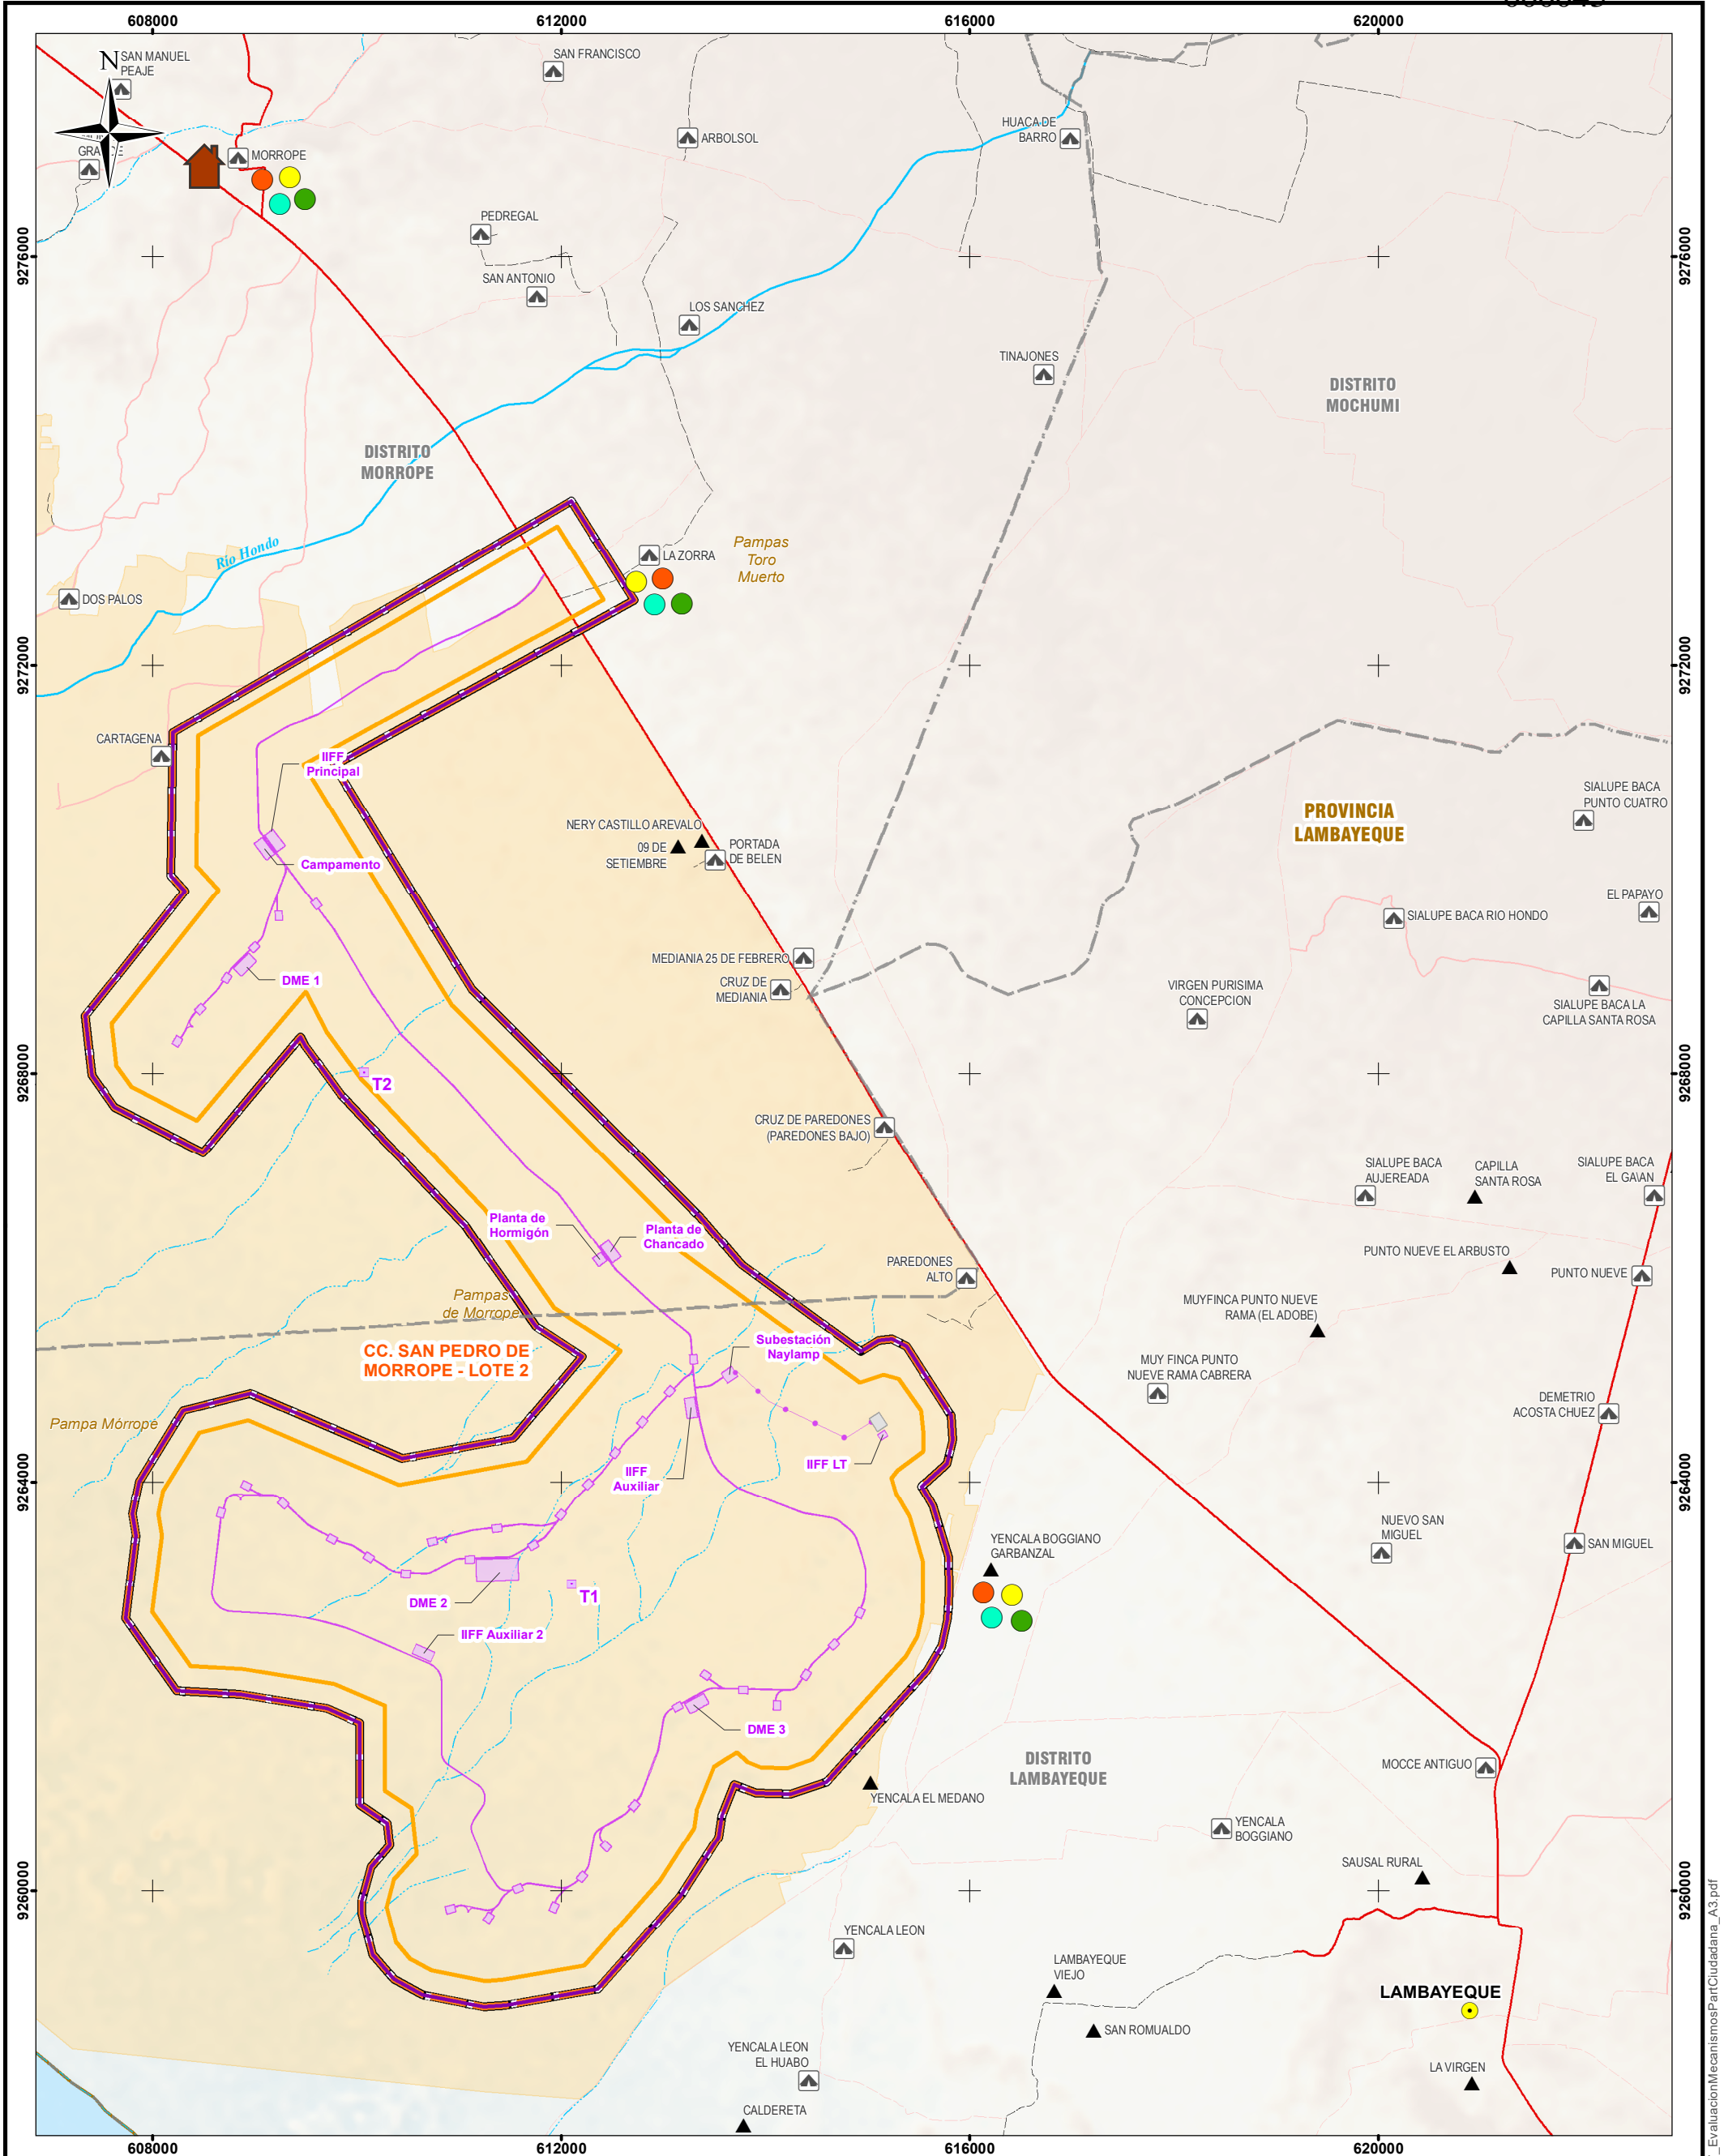 608000
612000
616000
620000
N
SAN MANUEL
PEAJE
SAN FRANCISCO
ARBOLSOL
HUACA DE
BARRO
MORROPE
PEDREGAL
9276000
9276000
SAN ANTONIO
LOS SANCHEZ
TINAJONES
DISTRITO
MOCHUMI
DISTRITO
MORROPE
Río Hondo
LA ZORRA
Pampas
Toro
Muerto
DOS PALOS
9272000
9272000
CARTAGENA
IIFF
Principal
SIALUPE BACA
PUNTO CUATRO
PROVINCIA
LAMBAYEQUE
NERY CASTILLO AREVALO
09 DE
SETIEMBRE
PORTADA
DE BELEN
Campamento
EL PAPAYO
SIALUPE BACA RIO HONDO
MEDIANIA 25 DE FEBRERO
DME 1
CRUZ DE
MEDIANIA
VIRGEN PURISIMA
CONCEPCION
SIALUPE BACA LA
CAPILLA SANTA ROSA
9268000
9268000
T2
CRUZ DE PAREDONES
(PAREDONES BAJO)
SIALUPE BACA
AUJEREADA
CAPILLA
SANTA ROSA
SIALUPE BACA
Planta de
Hormigón
Planta de
Chancado
PAREDONES
ALTO
PUNTO NUEVE EL ARBUSTO
PUNTO NUEVE
Pampas
de Morrope
MUYFINCA PUNTO NUEVE
RAMA (EL ADOBE)
CC. SAN PEDRO DE
MORROPE - LOTE 2
Subestación
Naylamp
MUY FINCA PUNTO
NUEVE RAMA CABRERA
Pampa Mórrope
DEMETRIO
ACOSTA CHUEZ
IIFF
Auxiliar
IIFF LT
9264000
9264000
YENCALA BOGGIANO
GARBANZAL
NUEVO SAN
MIGUEL
SAN MIGUEL
DME 2
T1
IIFF Auxiliar 2
DME 3
DISTRITO
LAMBAYEQUE
MOCCE ANTIGUO
YENCALA EL MEDANO
YENCALA
BOGGIANO
SAUSAL RURAL
9260000
9260000
YENCALA LEON
LAMBAYEQUE
VIEJO
LAMBAYEQUE
SAN ROMUALDO
YENCALA LEON
EL HUABO
LA VIRGEN
CALDERETA
608000
612000
616000
620000
_EvaluacionMecanismosPartCiudadana_A3.pdf